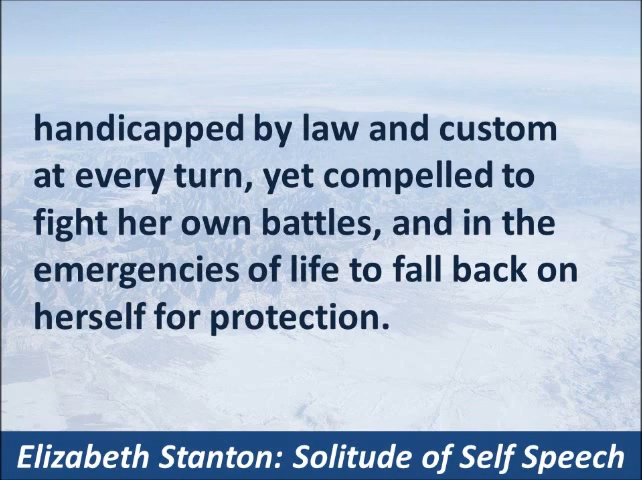 handicapped by law and custom
at every turn, yet compelled to
fight her own battles, and in the
emergencies of life to fall back on
herself for protection.
Elizabeth Stanton: Solitude of Self Speech